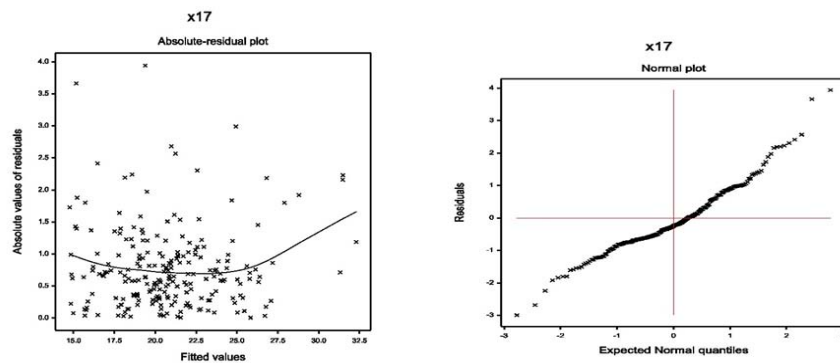 x17
Absolute-residual plot
Absolute values of residuals
4.0
3.5
3.0
2.5
2.0
1.5
1.0
0.5
0.0
15.0 17.5 20.0 22.5 25.0 27.5 30.0 32.5
Fitted values
x17
Normal plot
Residuals
4
3
2
1
0
-1
-2
-3
-3 -2 -1 0 1 2
Expected Normal quantiles